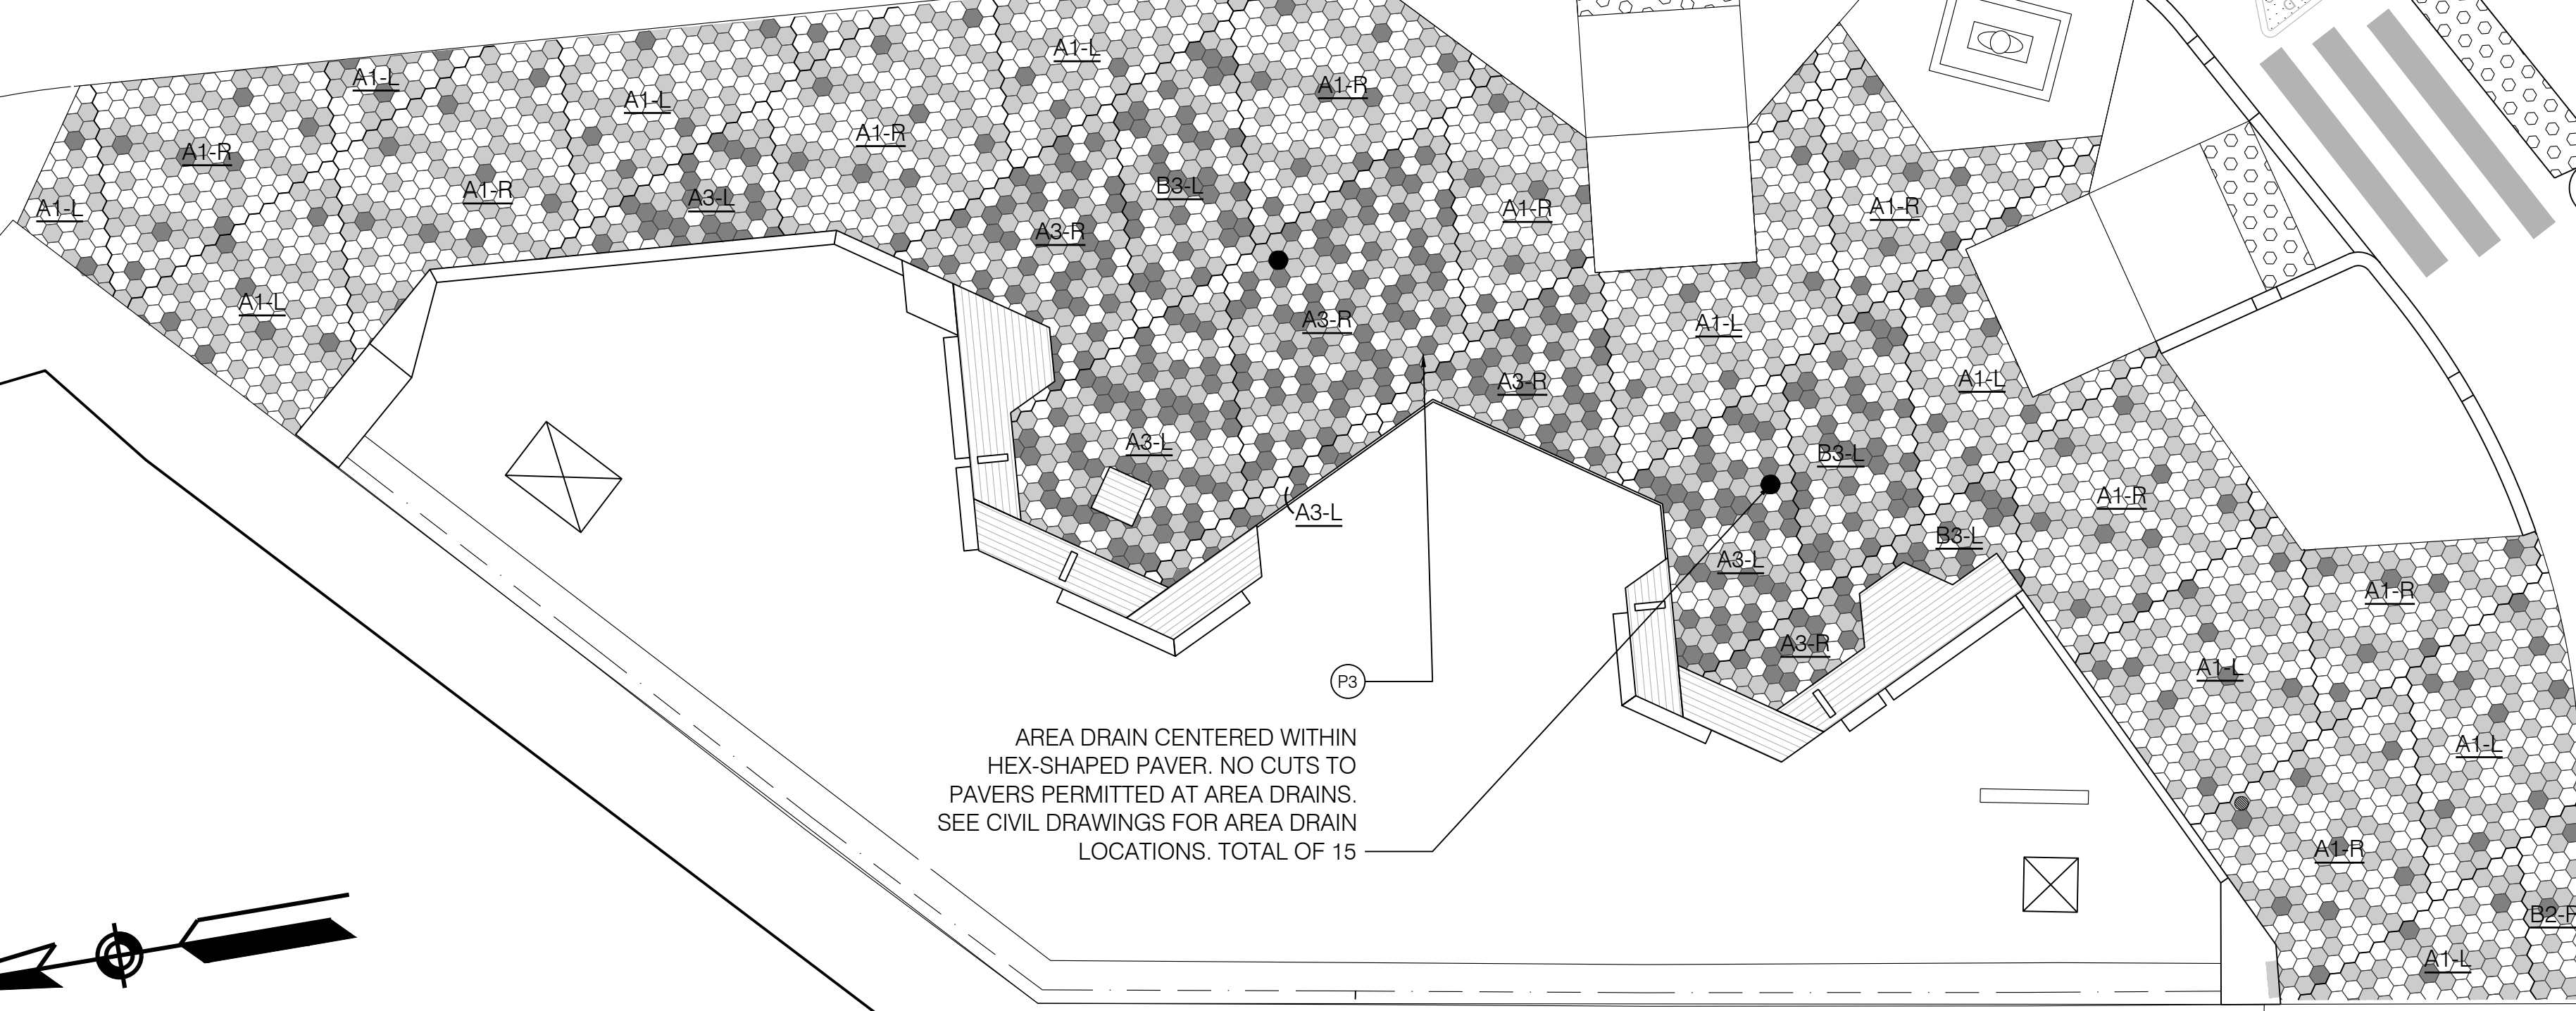 A1-L
A1-L
A1-L
A1-R
A1-R
A1-R
A1-R
A3-L
B3-L
A1-L
A1-R
A1-R
A3-R
A1-L
A3-R
A1-L
A3-R
A1-L
A3-L
B3-L
A1-R
A3-L
B3-L
A3-L
A1-R
A3-R
A1-L
P3
A1-L
AREA DRAIN CENTERED WITHIN
HEX-SHAPED PAVER. NO CUTS TO
PAVERS PERMITTED AT AREA DRAINS.
SEE CIVIL DRAWINGS FOR AREA DRAIN
LOCATIONS. TOTAL OF 15
A1-R
A1-L